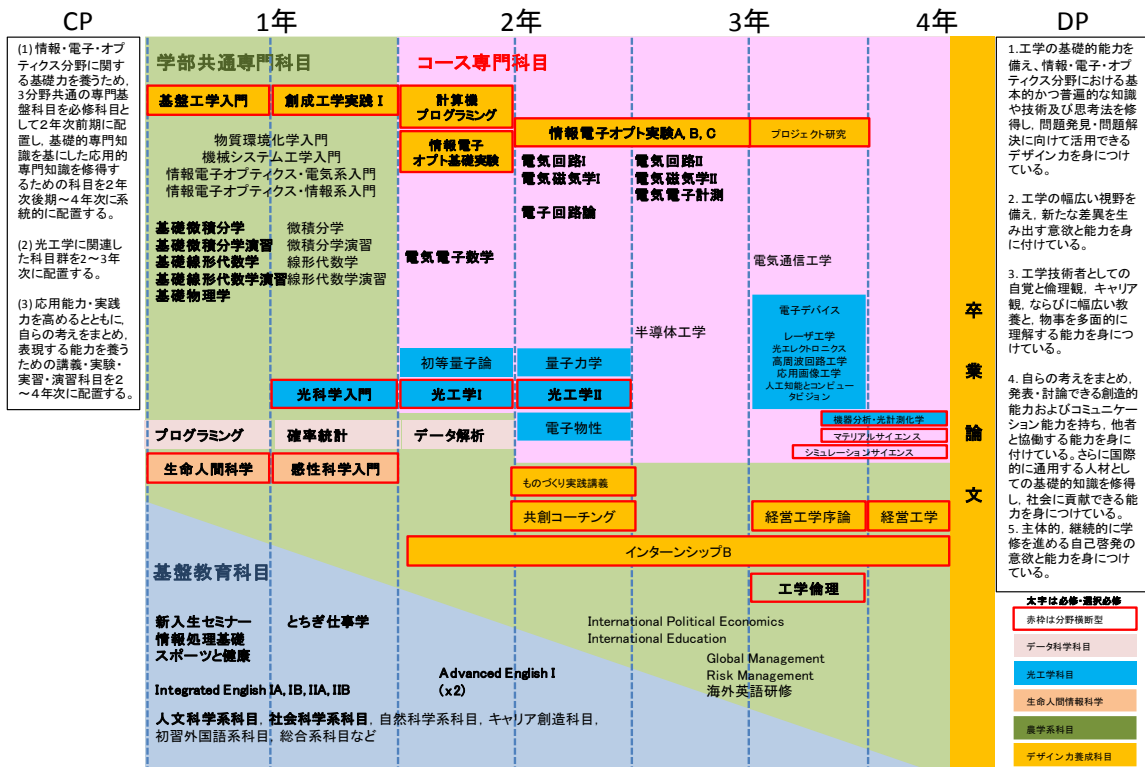 CP
1年
2年
3年
4年
DP
(1) 情報・電子・オプ
ティクス分野に関す
る基礎力を養うため、
3分野共通の専門基
盤科目を必修科目と
して2年次前期に配
置し、基礎的専門知
識を基にした応用的
専門知識を修得す
るための科目を2年
次後期～4年次に系
統的に配置する。
(2) 光工学に関連し
た科目群を2～3年
次に配置する。
(3) 応用能力・実践
力を高めるとともに、
自らの考えをまとめ、
表現する能力を養う
ための講義・実験・
実習・演習科目を2
～4年次に配置する。
学部共通専門科目
コース専門科目
基盤工学入門
創成工学実践Ⅰ
計算機
プログラミング
情報電子
オプト基礎実験
情報電子オプト実験A, B, C
プロジェクト研究
物質環境化学入門
機械システム工学入門
情報電子オプティクス・電気系入門
情報電子オプティクス・情報系入門
電気回路I
電気磁気学I
電子回路論
電気回路II
電気磁気学II
電気電子計測
基礎微積分学
基礎微積分学演習
基礎線形代数学
基礎線形代数学演習
基礎物理学
微積分学
微積分学演習
線形代数学
線形代数学演習
電気電子数学
電気通信工学
半導体工学
電子デバイス
レーザ工学
光エレクトロニクス
高周波回路工学
応用画像工学
人工知能とコンピュー
タビジョン
初等量子論
量子力学
光科学入門
光工学I
光工学II
電子物性
機器分析・光計測化学
マテリアルサイエンス
シミュレーションサイエンス
プログラミング
確率統計
データ解析
生命人間科学
感性科学入門
ものづくり実践講義
共創コーチング
経営工学序論
経営工学
インターンシップB
工学倫理
卒
業
論
文
基盤教育科目
新入生セミナー
情報処理基礎
スポーツと健康
とちぎ仕事学
International Political Economics
International Education
Global Management
Risk Management
海外英語研修
Advanced English I
(x2)
Integrated English IA, IB, IIA, IIB
人文科学系科目, 社会科学系科目, 自然科学系科目, キャリア創造科目,
初習外国語系科目, 総合系科目など
1.工学の基礎的能力を
備え、情報・電子・オプ
ティクス分野における基
本的かつ普遍的な知識
や技術及び思考法を修
得し, 問題発見・問題解
決に向けて活用できる
デザイン力を身につけ
ている。
2. 工学の幅広い視野を
備え, 新たな差異を生
み出す意欲と能力を身
に付けている。
3. 工学技術者としての
自覚と倫理観, キャリア
観, ならびに幅広い教
養と, 物事を多面的に
理解する能力を身につ
けている。
4. 自らの考えをまとめ,
発表・討論できる創造的
能力およびコミュニケー
ション能力を持ち, 他者
と協働する能力を身に
付けている。さらに国際
的に通用する人材とし
ての基礎的知識を修得
し, 社会に貢献できる能
力を身につけている。
5. 主体的, 継続的に学
修を進める自己啓発の
意欲と能力を身につけ
ている。
太字は必修・選択必修
赤枠は分野横断型
データ科学科目
光工学科目
生命人間情報科学
農学系科目
デザイン力養成科目